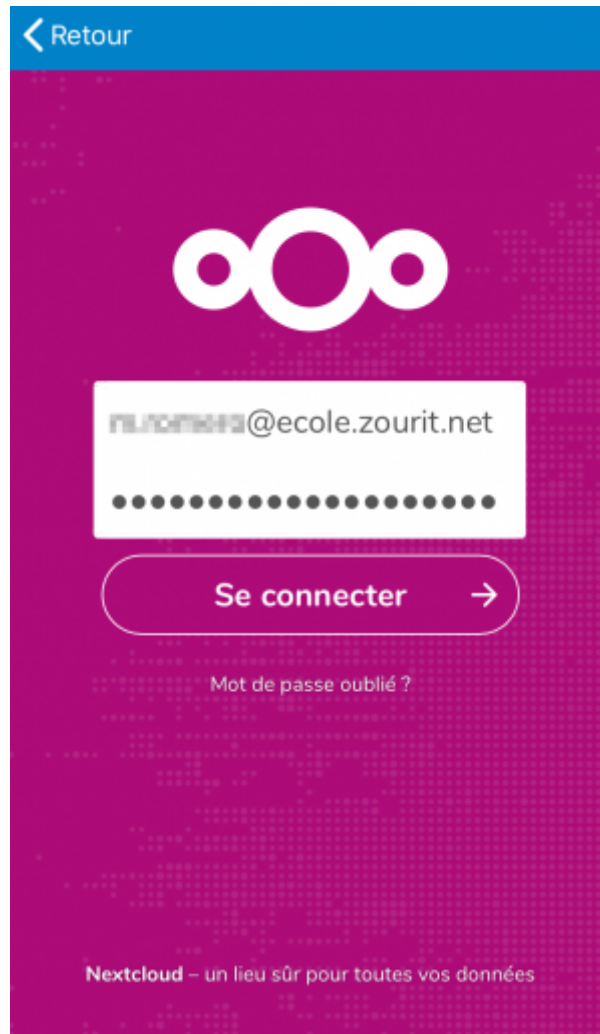 Retour
@ecole.zourit.net
Se connecter
Mot de passe oublié ?
Nextcloud – un lieu sûr pour toutes vos données